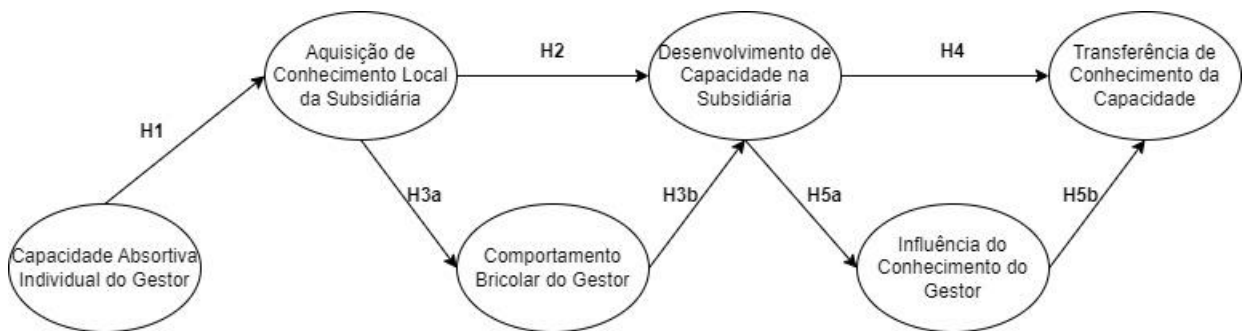 Aquisição de
Conhecimento Local
da Subsidiária
H2
Desenvolvimento de
Capacidade na
Subsidiária
H4
Transferência de
Conhecimento da
Capacidade
H1
H3a
H3b
H5a
H5b
Capacidade Absortiva
Individual do Gestor
Comportamento
Bricolar do Gestor
Influência do
Conhecimento do
Gestor